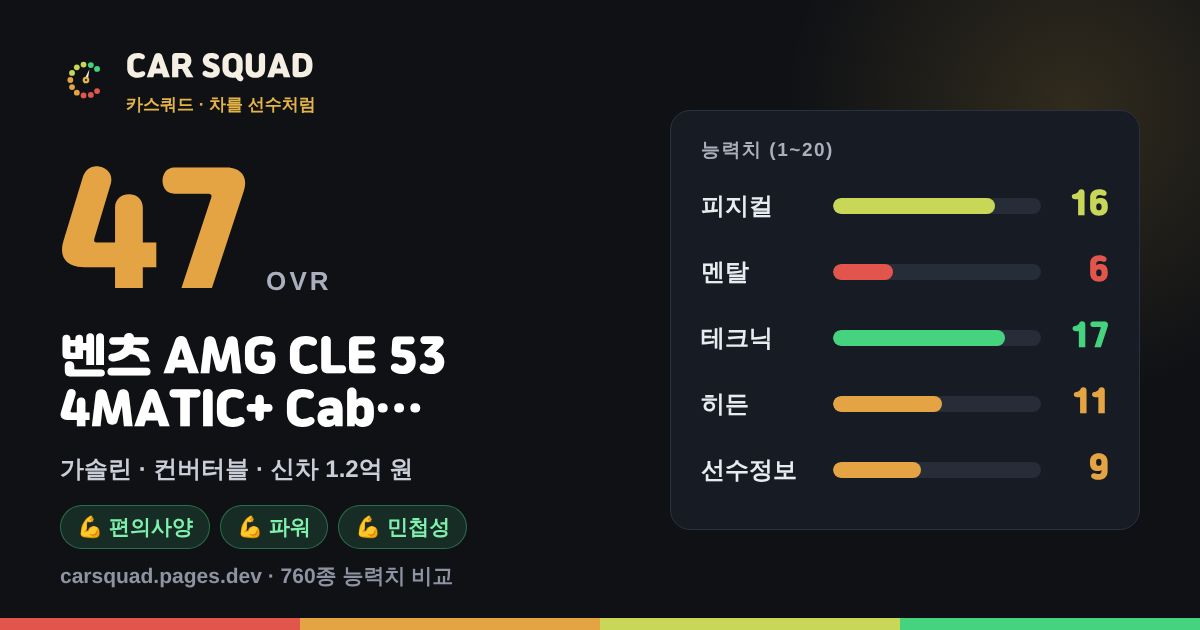 CAR SQUAD
카스쿼드 · 차를 선수처럼
47 OVR
벤츠 AMG CLE 53
4MATIC+ Cab…
가솔린 · 컨버터블 · 신차 1.2억 원
💪 편의사양 💪 파워 💪 민첩성
carsquad.pages.dev · 760종 능력치 비교
능력치 (1~20)
피지컬 16
멘탈 6
테크닉 17
히든 11
선수정보 9